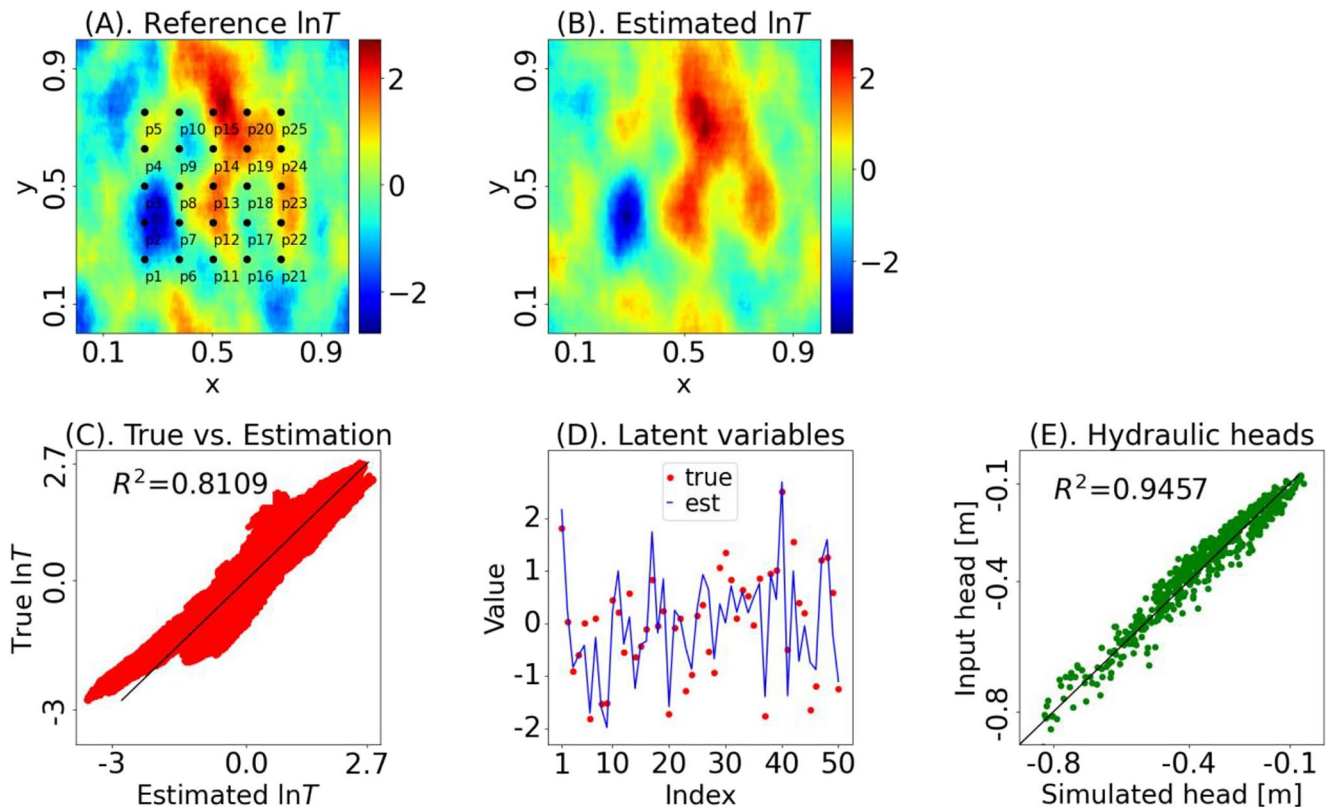 (A). Reference lnT
(B). Estimated lnT
0.9
0.5
0.1
y
p5 p10 p15 p20 p25
p4 p9 p14 p19 p24
p3 p8 p13 p18 p23
p2 p7 p12 p17 p22
p1 p6 p11 p16 p21
2
0
−2
0.1 0.5 0.9
x
0.9
0.5
0.1
y
2
0
−2
0.1 0.5 0.9
x
(C). True vs. Estimation
R²=0.8109
2.7
0.0
-3
True lnT
-3 0.0 2.7
Estimated lnT
(D). Latent variables
true
est
2
1
0
-1
-2
Value
1 10 20 30 40 50
Index
(E). Hydraulic heads
R²=0.9457
-0.1
-0.4
-0.8
Input head [m]
-0.8 -0.4 -0.1
Simulated head [m]